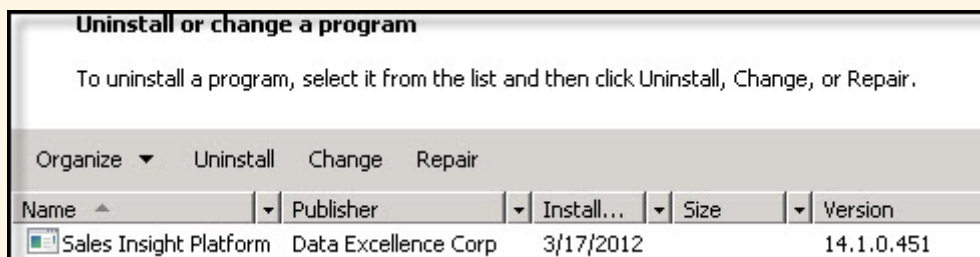 Uninstall or change a program
To uninstall a program, select it from the list and then click Uninstall, Change, or Repair.
Organize Uninstall Change Repair
Name Publisher Install... Size Version
Sales Insight Platform Data Excellence Corp 3/17/2012 14.1.0.451